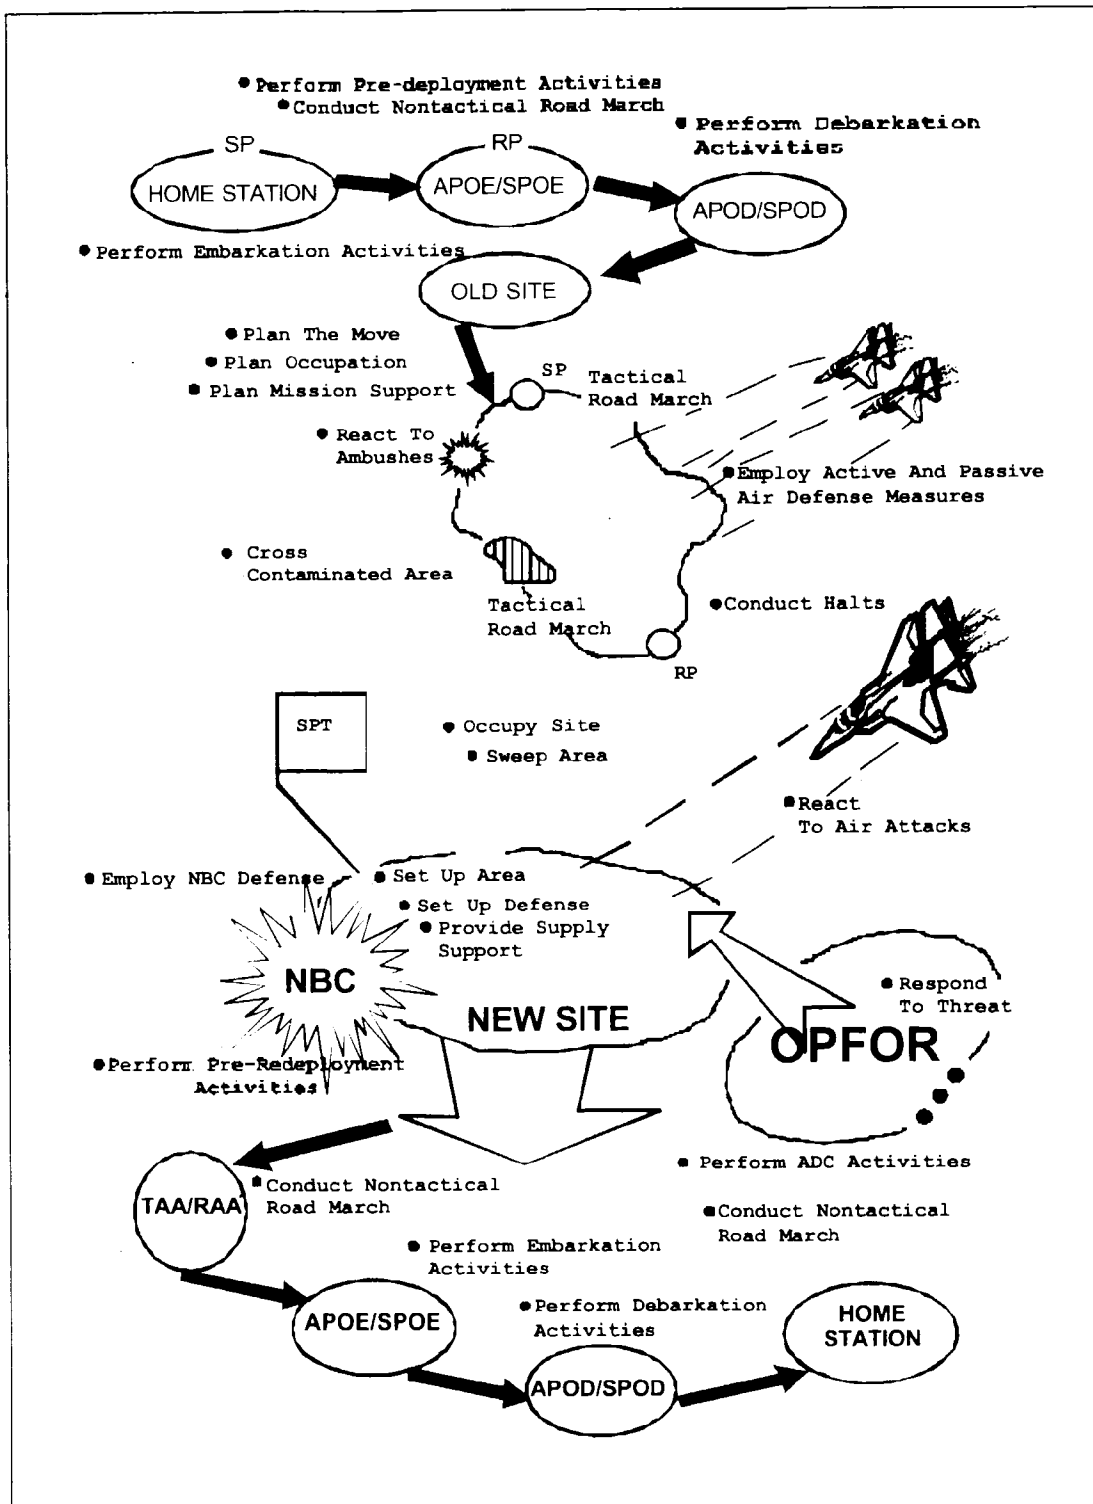 ● Perform Pre-deployment Activities
● Conduct Nontactical Road March
● Perform Debarkation
Activities
SP
RP
HOME STATION
APOE/SPOE
APOD/SPOD
● Perform Embarkation Activities
OLD SITE
● Plan The Move
● Plan Occupation
● Plan Mission Support
SP
Tactical
Road March
● React To
Ambushes
● Employ Active And Passive
Air Defense Measures
● Cross
Contaminated Area
Tactical
Road March
● Conduct Halts
RP
SPT
● Occupy Site
● Sweep Area
● React
To Air Attacks
● Employ NBC Defense
● Set Up Area
● Set Up Defense
● Provide Supply
Support
NBC
NEW SITE
● Respond
To Threat
OPFOR
● Perform Pre-Redeployment
Activities
● Perform ADC Activities
TAA/RAA
● Conduct Nontactical
Road March
● Conduct Nontactical
Road March
● Perform Embarkation
Activities
APOE/SPOE
● Perform Debarkation
Activities
HOME
STATION
APOD/SPOD